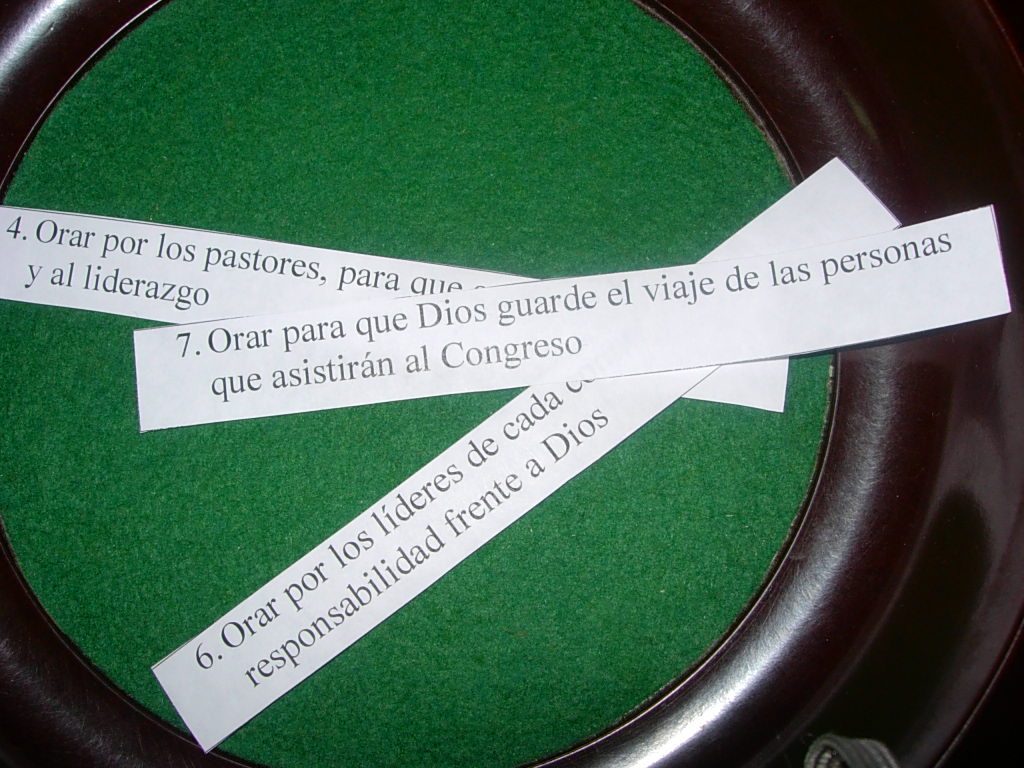 4. Orar por los pastores, para que
y al liderazgo
7. Orar para que Dios guarde el viaje de las personas
que asistirán al Congreso
6. Orar por los líderes de cada
responsabilidad frente a Dios